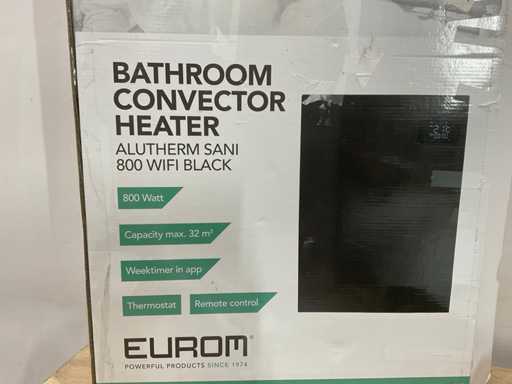 BATHROOM
CONVECTOR
HEATER
ALUTHERM SANI
800 WIFI BLACK
800 Watt
Capacity max. 32 m³
Weektimer in app
Thermostat
Remote control
EUROM®
POWERFUL PRODUCTS SINCE 1974